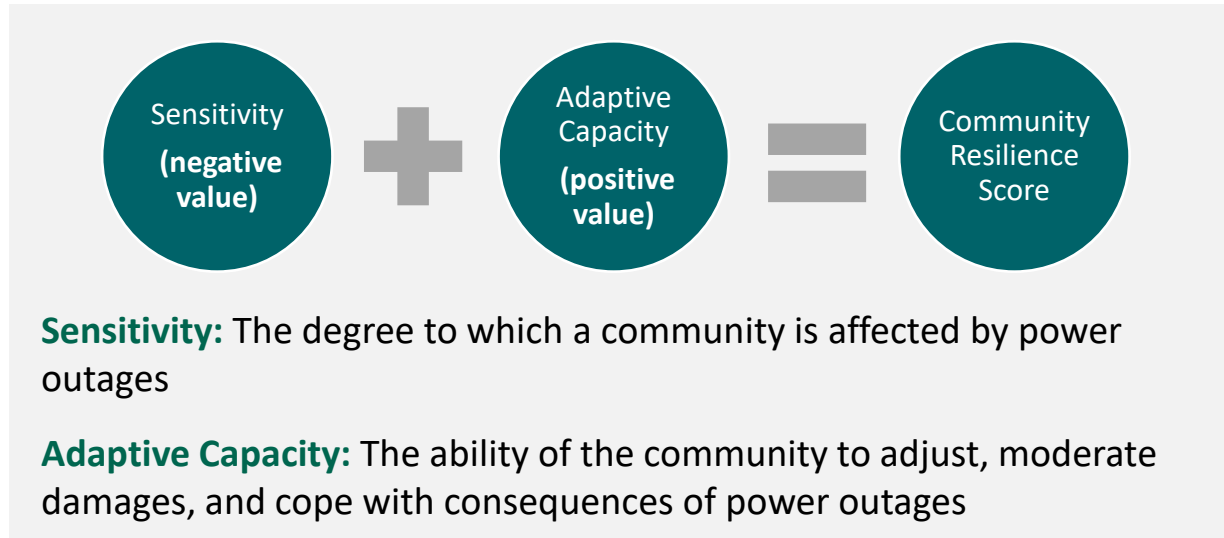 Sensitivity
(negative
value)
Adaptive
Capacity
(positive
value)
Community
Resilience
Score
Sensitivity: The degree to which a community is affected by power
outages
Adaptive Capacity: The ability of the community to adjust, moderate
damages, and cope with consequences of power outages